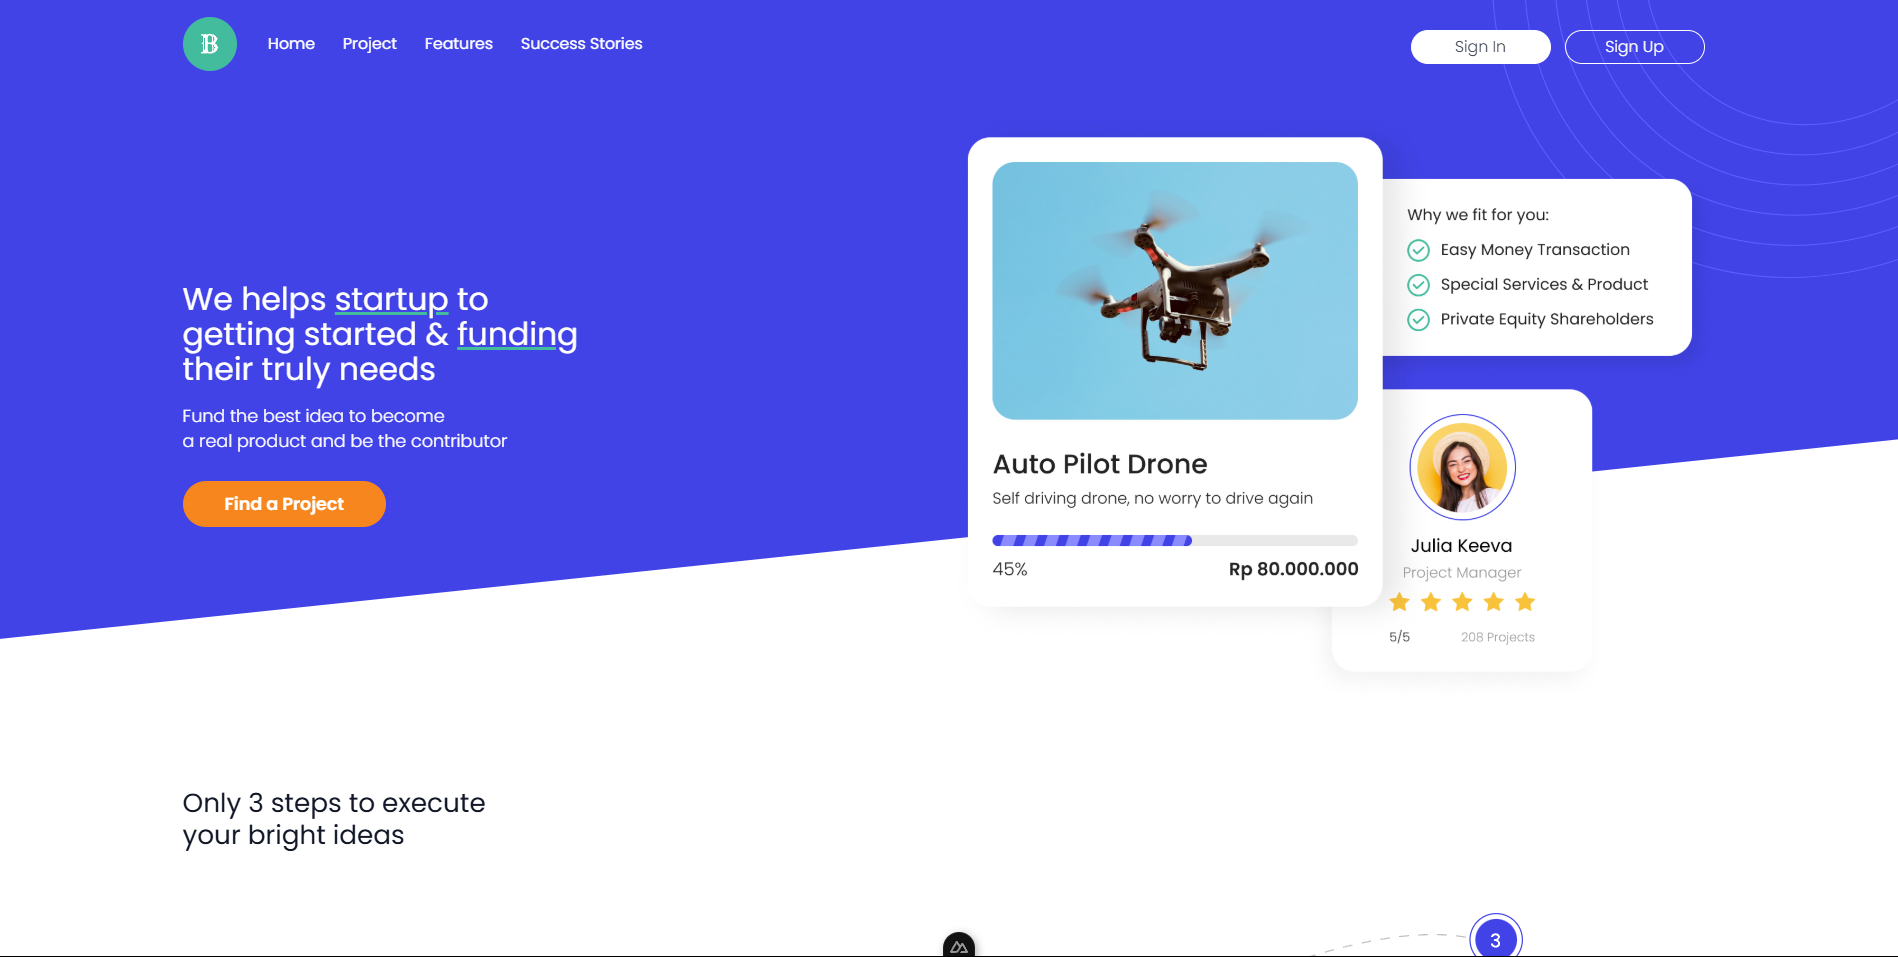 B
Home
Project
Features
Success Stories
Sign In
Sign Up
We helps startup to
getting started & funding
their truly needs
Fund the best idea to become
a real product and be the contributor
Find a Project
Auto Pilot Drone
Self driving drone, no worry to drive again
45%
Rp 80.000.000
Why we fit for you:
Easy Money Transaction
Special Services & Product
Private Equity Shareholders
Julia Keeva
Project Manager
5/5
208 Projects
Only 3 steps to execute
your bright ideas
3